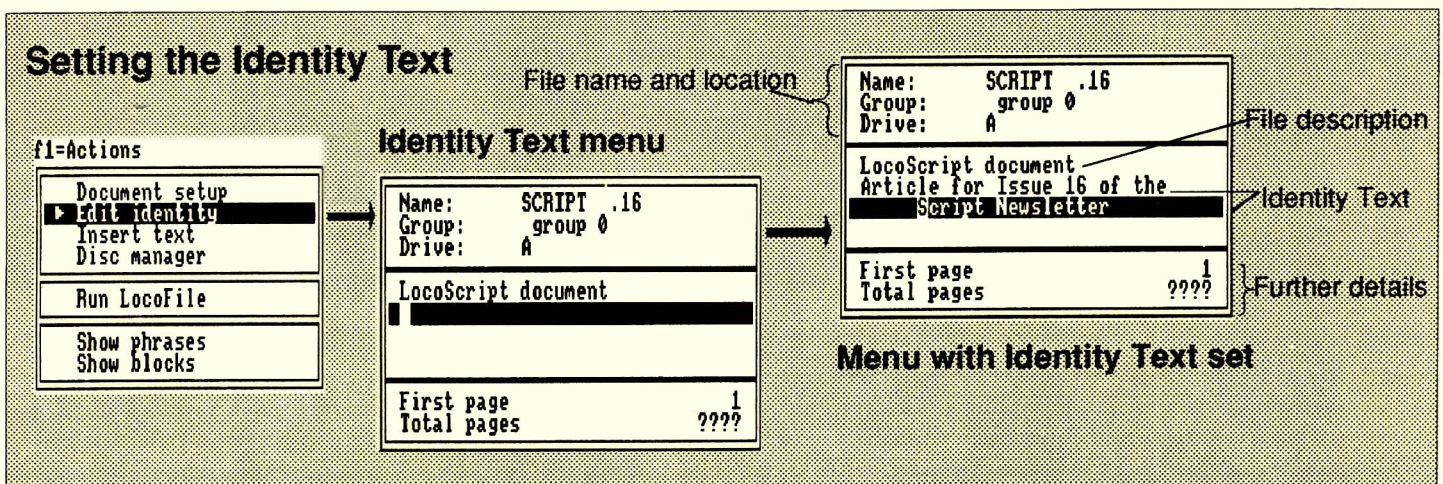 Setting the Identity Text
f1=Actions
Document setup
Edit identity
Insert text
Disc manager
Run LocoFile
Show phrases
Show blocks
Identity Text menu
Name: SCRIPT .16
Group: group 0
Drive: A
LocoScript document
First page 1
Total pages ????
File name and location
Name: SCRIPT .16
Group: group 0
Drive: A
LocoScript document
Article for Issue 16 of the
Script Newsletter
First page 1
Total pages ????
File description
Identity Text
Further details
Menu with Identity Text set